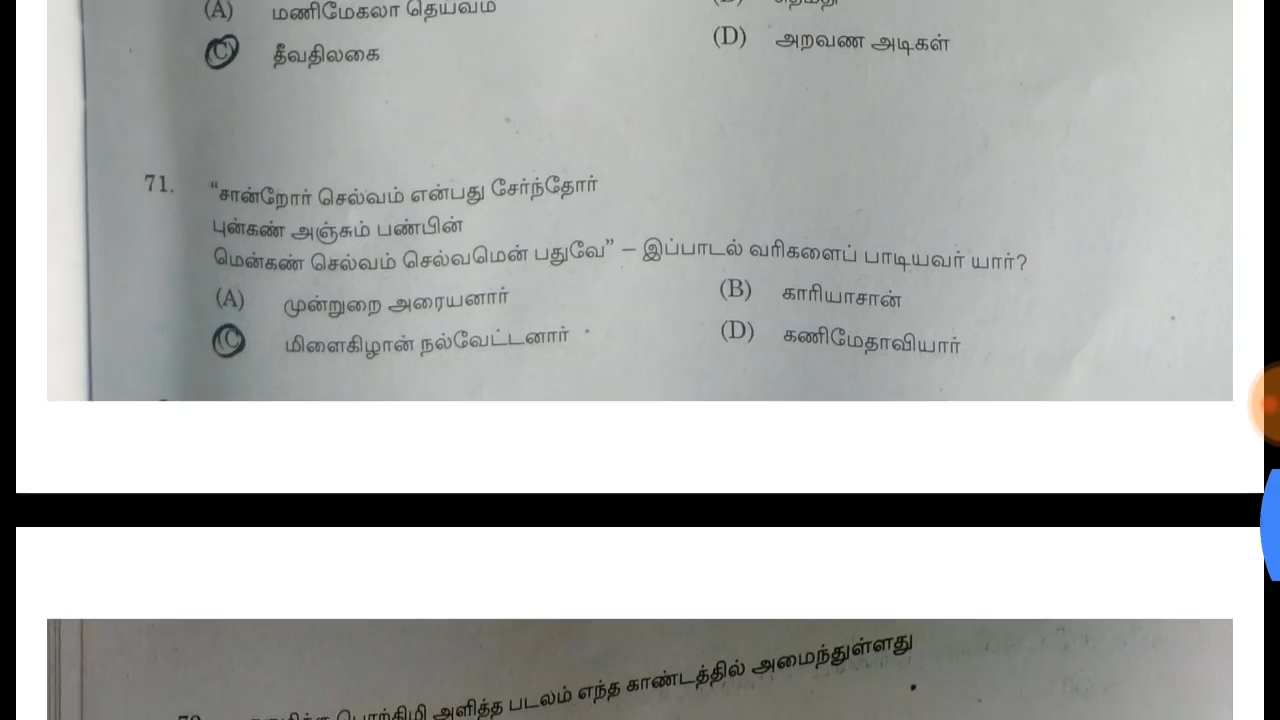 (A) மணிமேகலா தெய்வம்
(C) தீவதிலகை
(D) அறவண அடிகள்
71. “சான்றோர் செல்வம் என்பது சேர்ந்தோர்
புன்கண் அஞ்சும் பண்பின்
மென்கண் செல்வம் செல்வமென் பதுவே” – இப்பாடல் வரிகளைப் பாடியவர் யார்?
(A) முன்றுறை அரையனார்
(B) காரியாசான்
(C) மிளைகிழான் நல்வேட்டனார்
(D) கணிமேதாவியார்
பொற்கிழி அளித்த படலம் எந்த காண்டத்தில் அமைந்துள்ளது